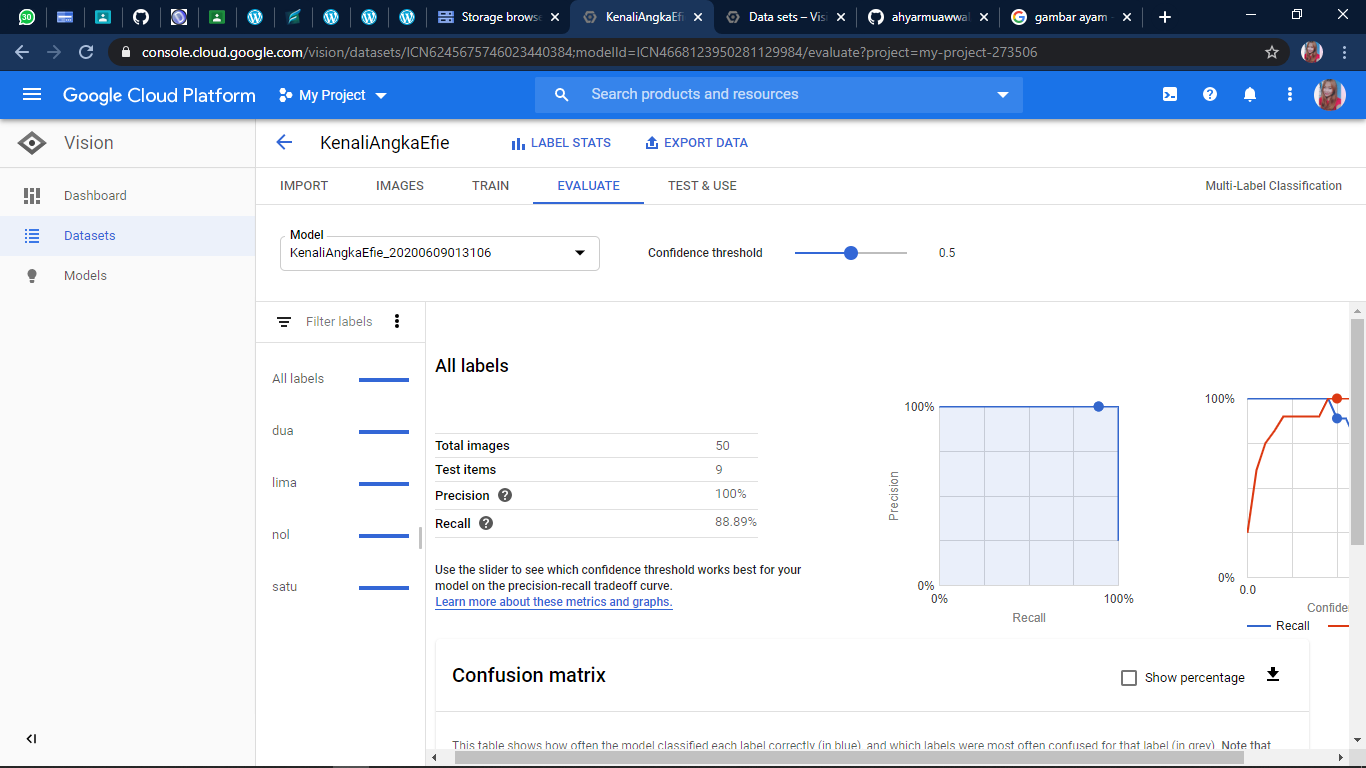 30
Storage browse
KenaliAngkaEfi
Data sets – Vis
ahyarmuawwal
gambar ayam -
console.cloud.google.com/vision/datasets/ICN6245675746023440384;modelId=ICN4668123950281129984/evaluate?project=my-project-273506
Google Cloud Platform
My Project
Search products and resources
Vision
KenaliAngkaEfie
LABEL STATS
EXPORT DATA
Dashboard
Datasets
Models
IMPORT
IMAGES
TRAIN
EVALUATE
TEST & USE
Multi-Label Classification
Model
KenaliAngkaEfie_20200609013106
Confidence threshold
0.5
Filter labels
All labels
dua
lima
nol
satu
All labels
Total images 50
Test items 9
Precision 100%
Recall 88.89%
Use the slider to see which confidence threshold works best for your
model on the precision-recall tradeoff curve.
Learn more about these metrics and graphs.
100%
Precision
0%
0%
100%
Recall
100%
0%
0.0
Confide
Recall
Confusion matrix
Show percentage
This table shows how often the model classified each label correctly (in blue), and which labels were most often confused for that label (in grey). Note that